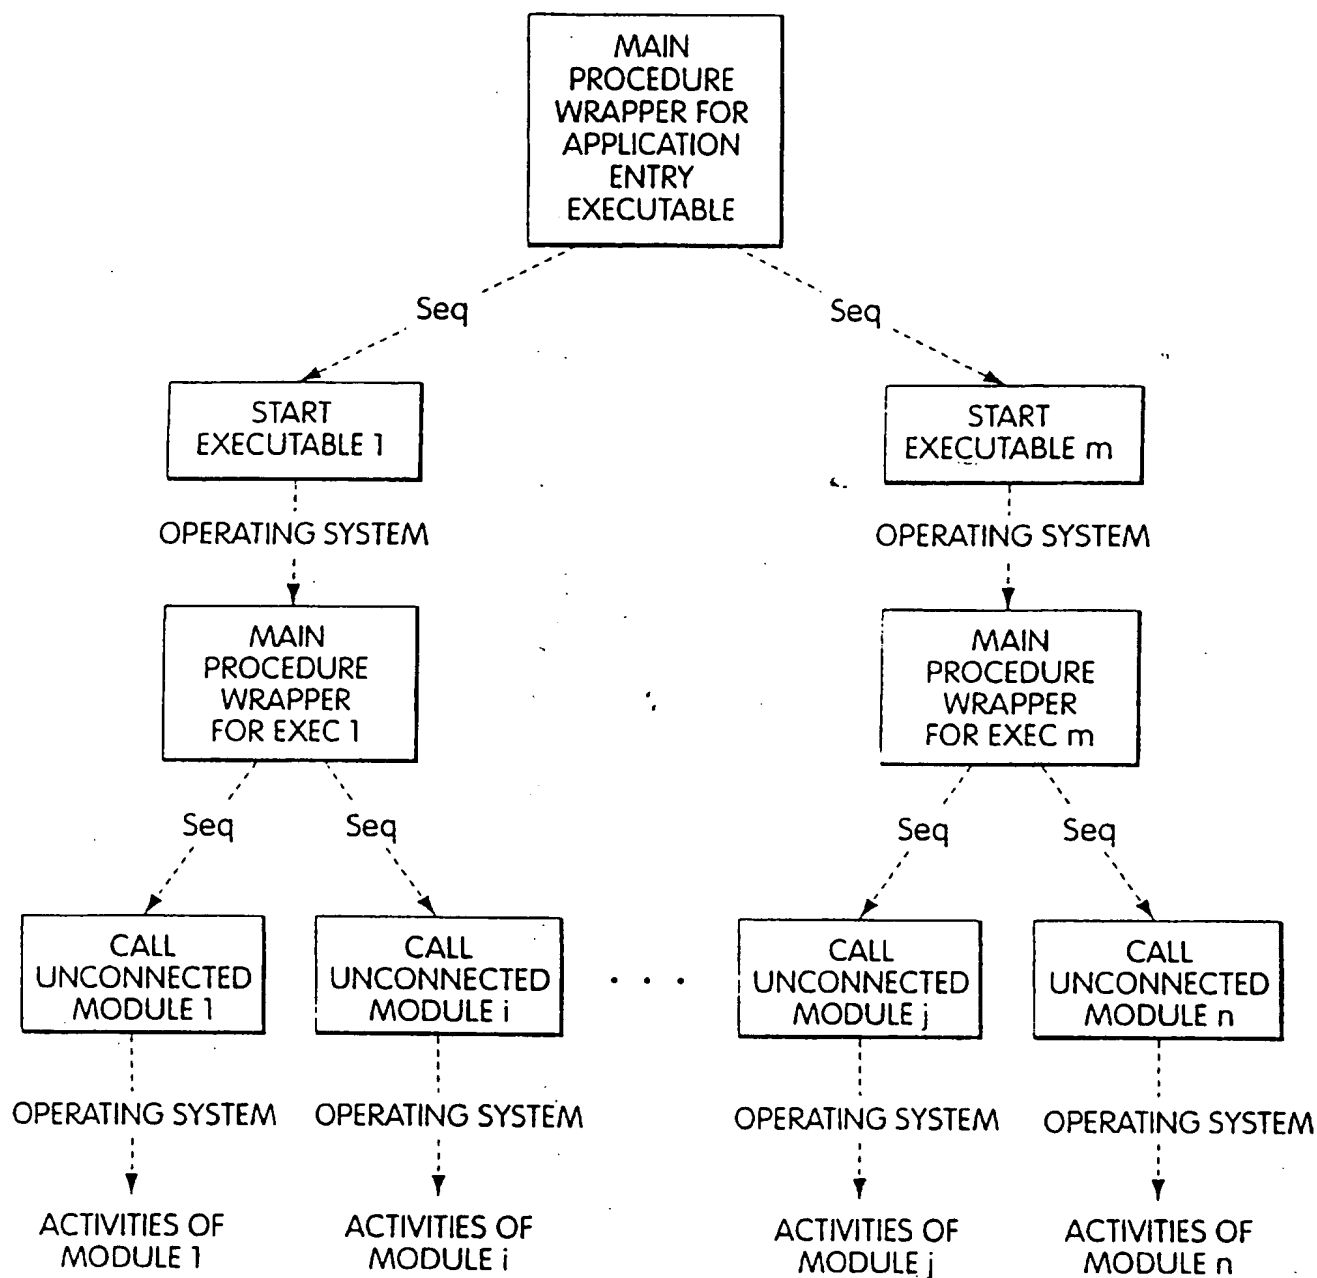 MAIN
PROCEDURE
WRAPPER FOR
APPLICATION
ENTRY
EXECUTABLE
Seq
Seq
START
EXECUTABLE 1
START
EXECUTABLE m
OPERATING SYSTEM
OPERATING SYSTEM
MAIN
PROCEDURE
WRAPPER
FOR EXEC 1
MAIN
PROCEDURE
WRAPPER
FOR EXEC m
Seq
Seq
Seq
Seq
CALL
UNCONNECTED
MODULE 1
CALL
UNCONNECTED
MODULE i
. . .
CALL
UNCONNECTED
MODULE j
CALL
UNCONNECTED
MODULE n
OPERATING SYSTEM
OPERATING SYSTEM
OPERATING SYSTEM
OPERATING SYSTEM
ACTIVITIES OF
MODULE 1
ACTIVITIES OF
MODULE i
ACTIVITIES OF
MODULE j
ACTIVITIES OF
MODULE n